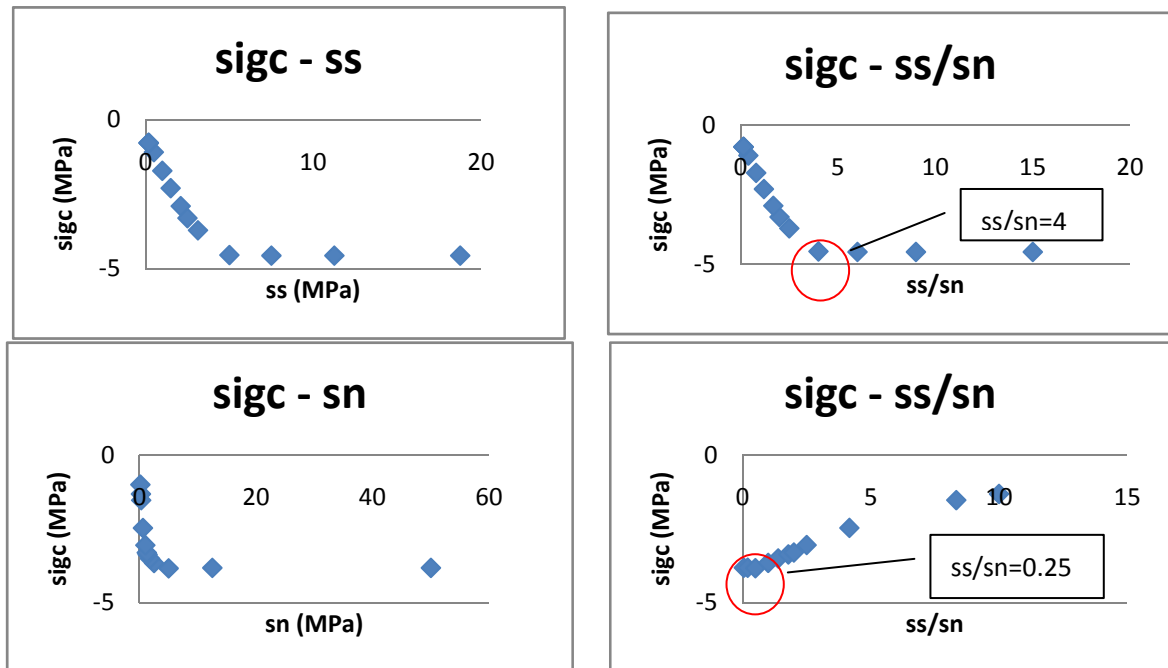 sigc - ss
0
-5
0
10
20
sigc (MPa)
ss (MPa)
sigc - ss/sn
0
-5
0
5
10
15
20
sigc (MPa)
ss/sn
ss/sn=4
sigc - sn
0
-5
0
20
40
60
sigc (MPa)
sn (MPa)
sigc - ss/sn
0
-5
0
5
10
15
sigc (MPa)
ss/sn
ss/sn=0.25